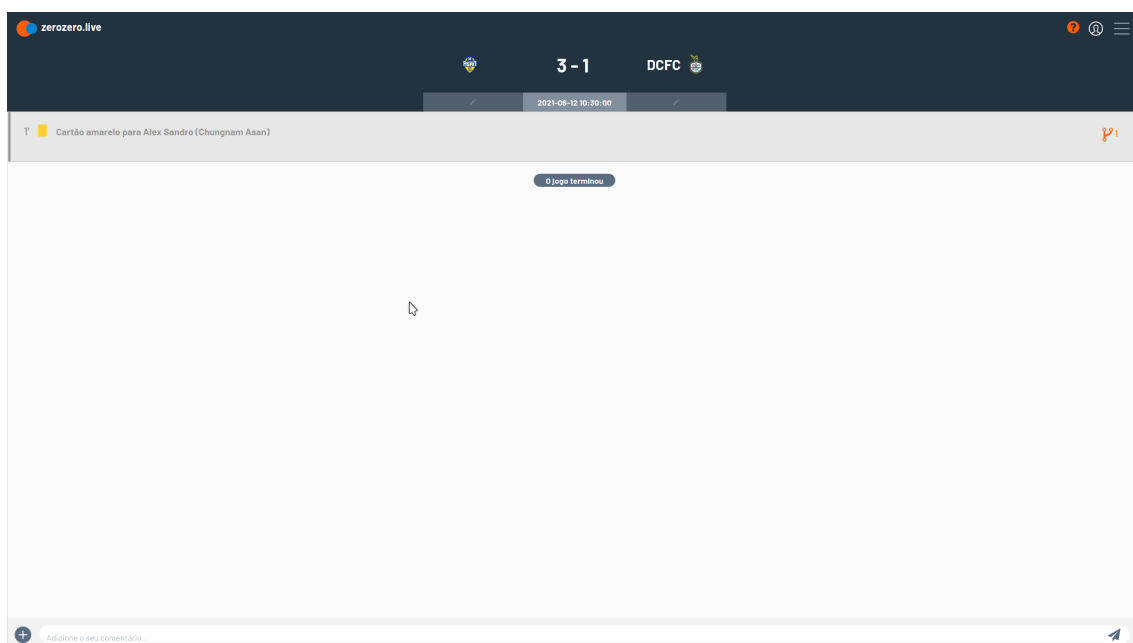 zerozero.live
?
3 - 1 DCFC
2021-06-12 10:30:00
1' Cartão amarelo para Alex Sandro (Chungnam Asan) 1
O jogo terminou
Adicione o seu comentário...